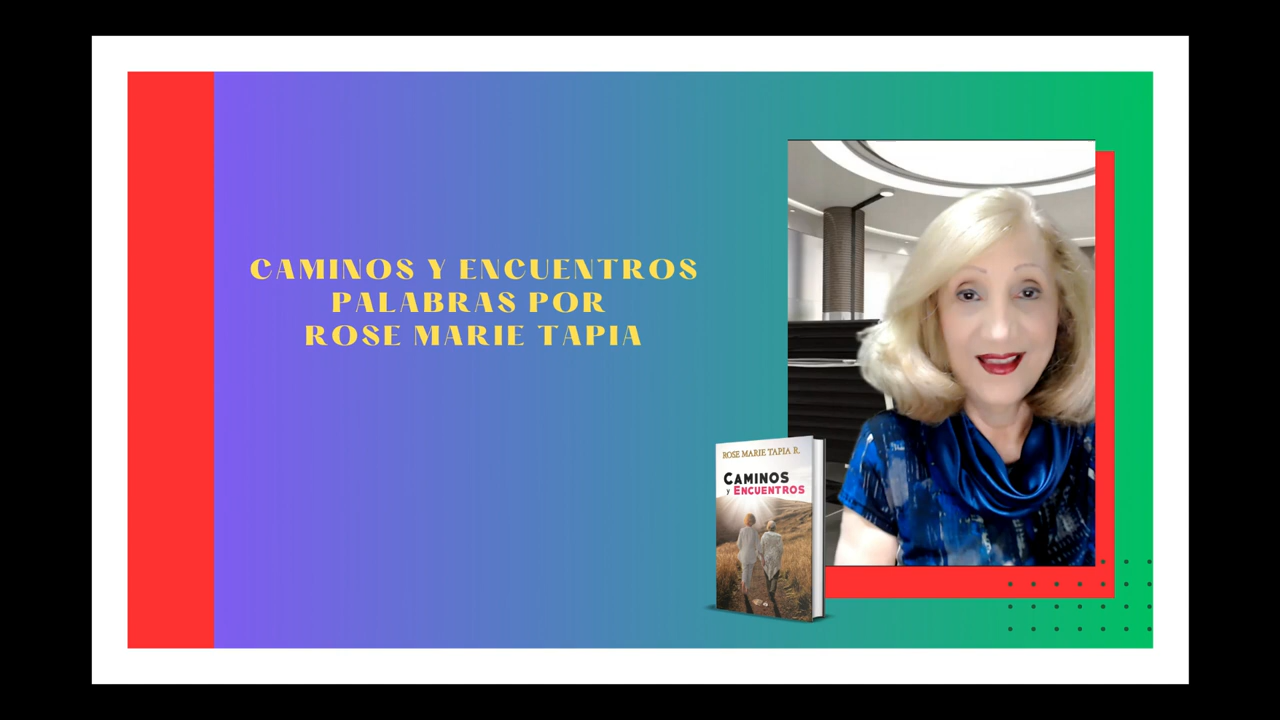 CAMINOS Y ENCUENTROS
PALABRAS POR
ROSE MARIE TAPIA
ROSE MARIE TAPIA R.
CAMINOS
y ENCUENTROS